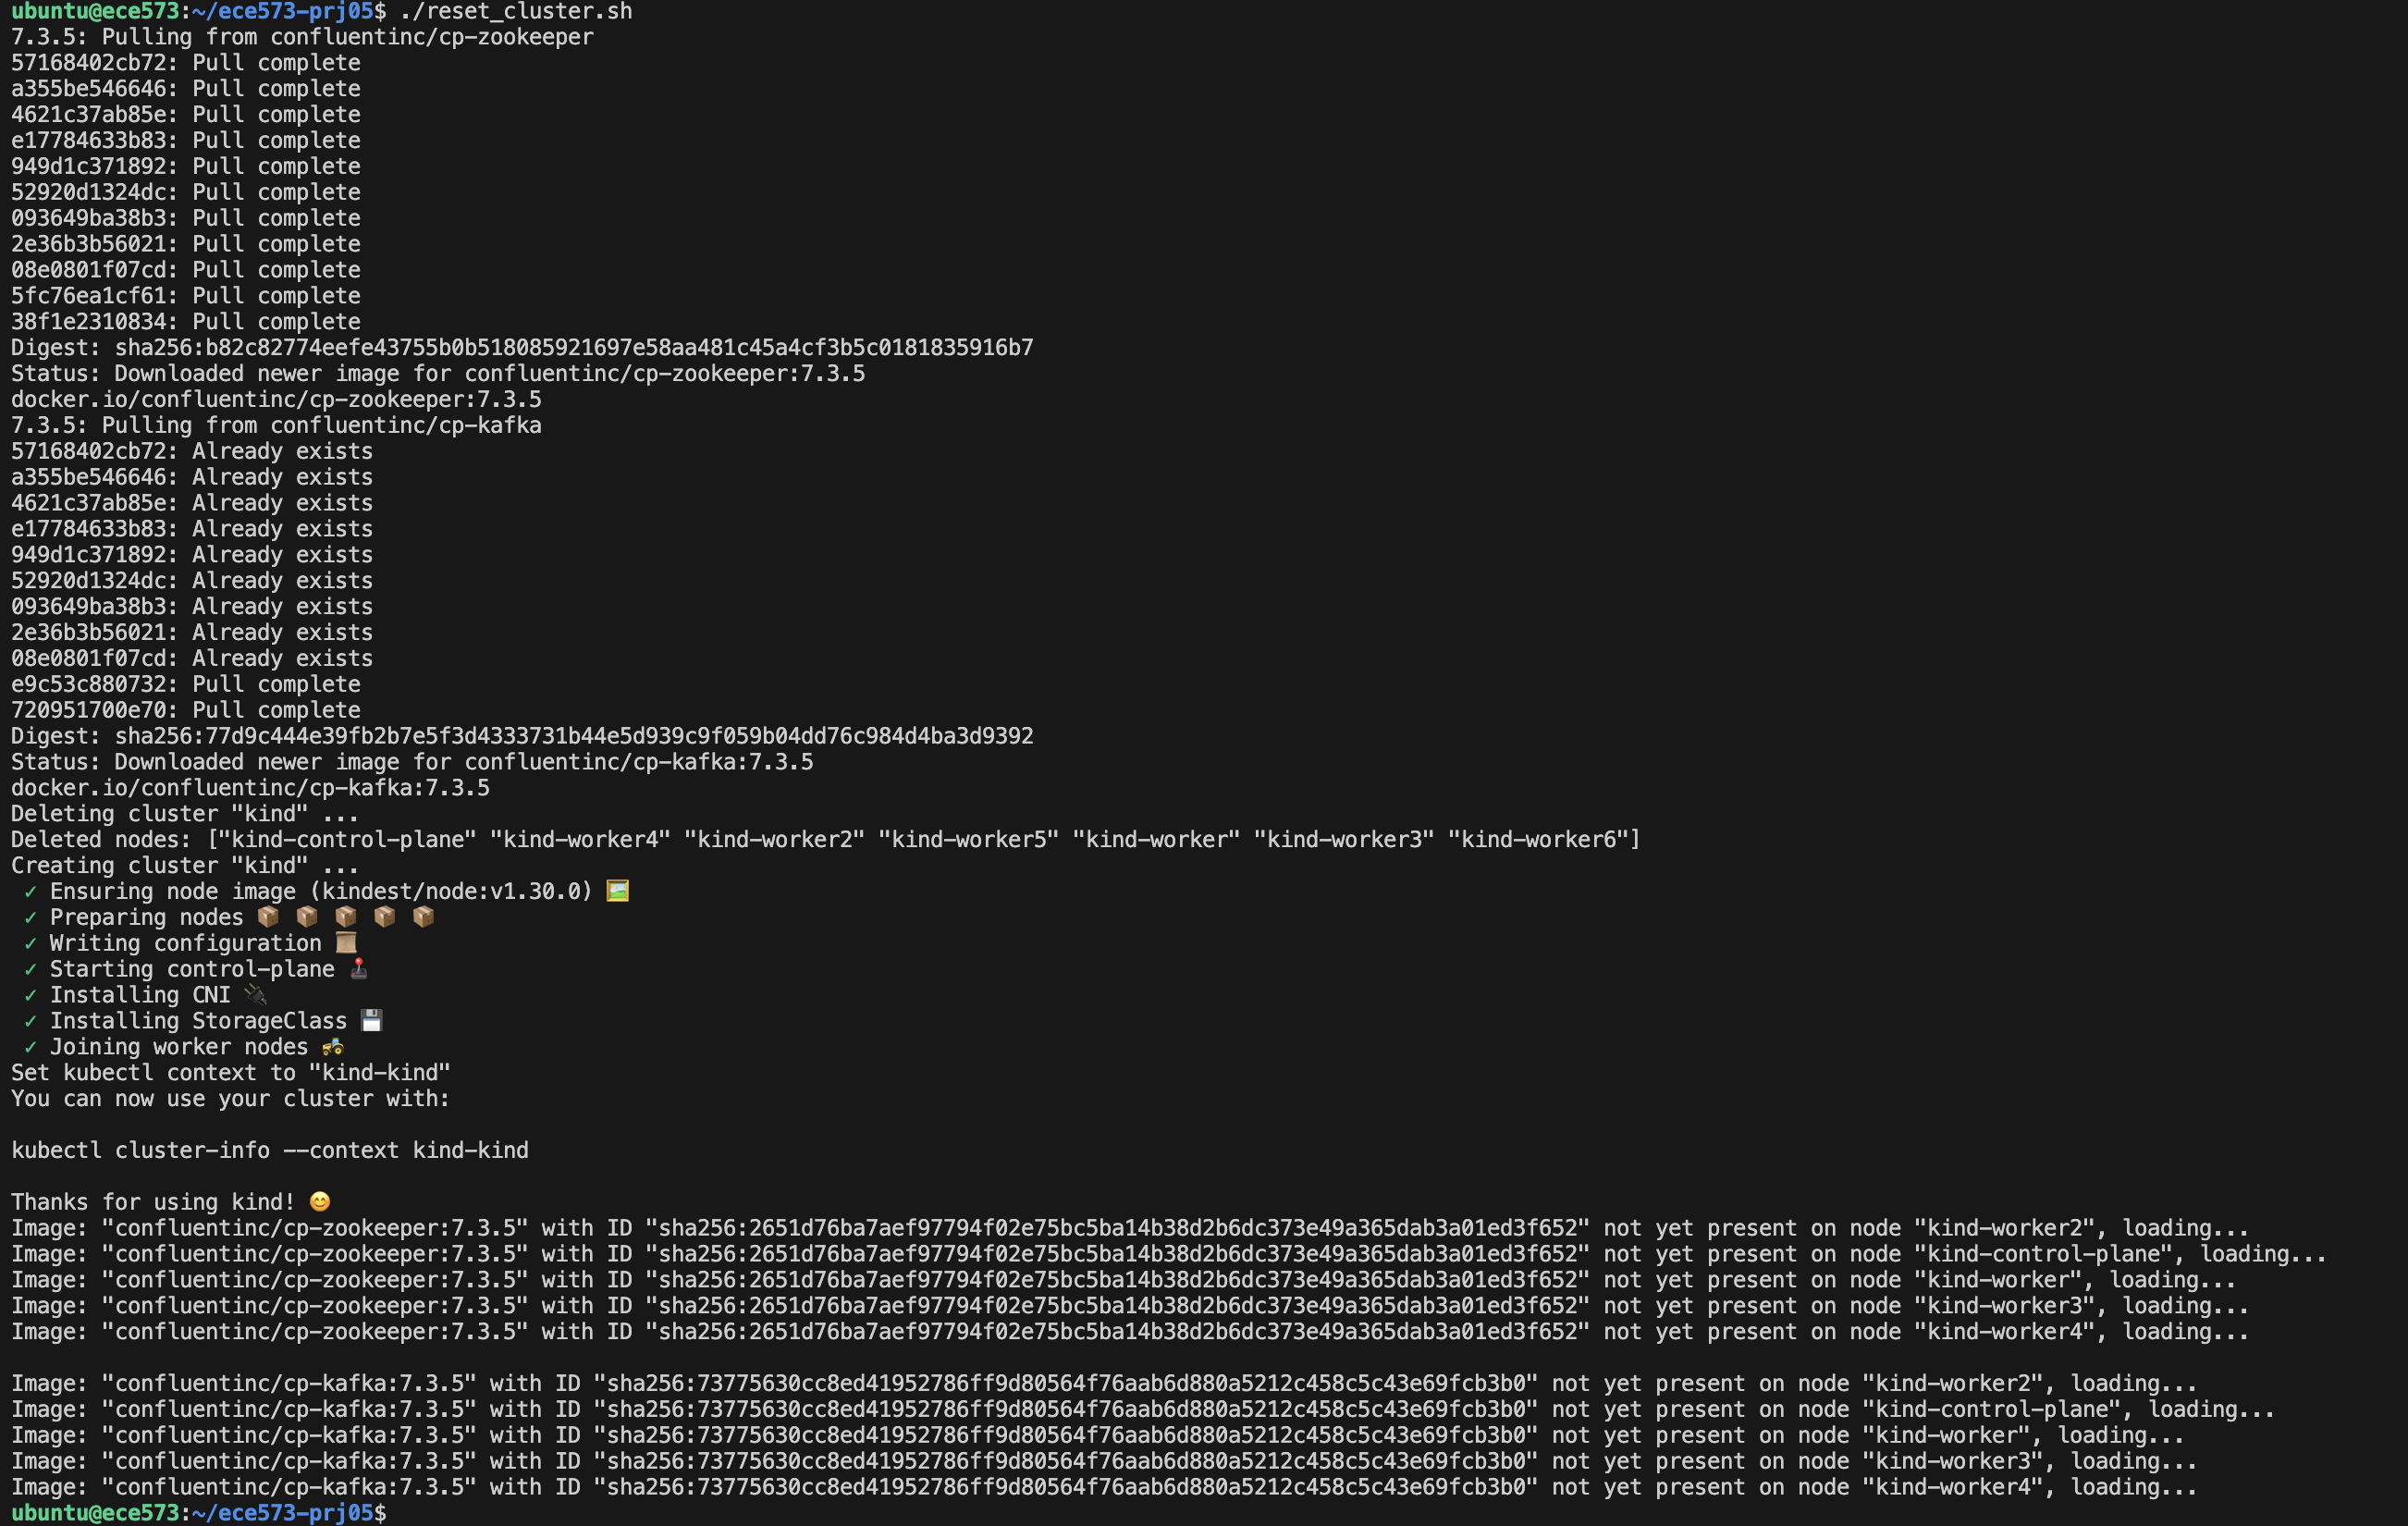 ubuntu@ece573:~/ece573-prj05$ ./reset_cluster.sh
7.3.5: Pulling from confluentinc/cp-zookeeper
57168402cb72: Pull complete
a355be546646: Pull complete
4621c37ab85e: Pull complete
e17784633b83: Pull complete
949d1c371892: Pull complete
52920d1324dc: Pull complete
093649ba38b3: Pull complete
2e36b3b56021: Pull complete
08e0801f07cd: Pull complete
5fc76ea1cf61: Pull complete
38f1e2310834: Pull complete
Digest: sha256:b82c82774eefe43755b0b518085921697e58aa481c45a4cf3b5c0181835916b7
Status: Downloaded newer image for confluentinc/cp-zookeeper:7.3.5
docker.io/confluentinc/cp-zookeeper:7.3.5
7.3.5: Pulling from confluentinc/cp-kafka
57168402cb72: Already exists
a355be546646: Already exists
4621c37ab85e: Already exists
e17784633b83: Already exists
949d1c371892: Already exists
52920d1324dc: Already exists
093649ba38b3: Already exists
2e36b3b56021: Already exists
08e0801f07cd: Already exists
e9c53c880732: Pull complete
720951700e70: Pull complete
Digest: sha256:77d9c444e39fb2b7e5f3d4333731b44e5d939c9f059b04dd76c984d4ba3d9392
Status: Downloaded newer image for confluentinc/cp-kafka:7.3.5
docker.io/confluentinc/cp-kafka:7.3.5
Deleting cluster "kind" ...
Deleted nodes: ["kind-control-plane" "kind-worker4" "kind-worker2" "kind-worker5" "kind-worker" "kind-worker3" "kind-worker6"]
Creating cluster "kind" ...
✓ Ensuring node image (kindest/node:v1.30.0) 🖼
✓ Preparing nodes 📦 📦 📦 📦 📦
✓ Writing configuration 📜
✓ Starting control-plane 🕹
✓ Installing CNI 🔌
✓ Installing StorageClass 💾
✓ Joining worker nodes 🚜
Set kubectl context to "kind-kind"
You can now use your cluster with:
kubectl cluster-info --context kind-kind
Thanks for using kind! 😊
Image: "confluentinc/cp-zookeeper:7.3.5" with ID "sha256:2651d76ba7aef97794f02e75bc5ba14b38d2b6dc373e49a365dab3a01ed3f652" not yet present on node "kind-worker2", loading...
Image: "confluentinc/cp-zookeeper:7.3.5" with ID "sha256:2651d76ba7aef97794f02e75bc5ba14b38d2b6dc373e49a365dab3a01ed3f652" not yet present on node "kind-control-plane", loading...
Image: "confluentinc/cp-zookeeper:7.3.5" with ID "sha256:2651d76ba7aef97794f02e75bc5ba14b38d2b6dc373e49a365dab3a01ed3f652" not yet present on node "kind-worker", loading...
Image: "confluentinc/cp-zookeeper:7.3.5" with ID "sha256:2651d76ba7aef97794f02e75bc5ba14b38d2b6dc373e49a365dab3a01ed3f652" not yet present on node "kind-worker3", loading...
Image: "confluentinc/cp-zookeeper:7.3.5" with ID "sha256:2651d76ba7aef97794f02e75bc5ba14b38d2b6dc373e49a365dab3a01ed3f652" not yet present on node "kind-worker4", loading...
Image: "confluentinc/cp-kafka:7.3.5" with ID "sha256:73775630cc8ed41952786ff9d80564f76aab6d880a5212c458c5c43e69fcb3b0" not yet present on node "kind-worker2", loading...
Image: "confluentinc/cp-kafka:7.3.5" with ID "sha256:73775630cc8ed41952786ff9d80564f76aab6d880a5212c458c5c43e69fcb3b0" not yet present on node "kind-control-plane", loading...
Image: "confluentinc/cp-kafka:7.3.5" with ID "sha256:73775630cc8ed41952786ff9d80564f76aab6d880a5212c458c5c43e69fcb3b0" not yet present on node "kind-worker", loading...
Image: "confluentinc/cp-kafka:7.3.5" with ID "sha256:73775630cc8ed41952786ff9d80564f76aab6d880a5212c458c5c43e69fcb3b0" not yet present on node "kind-worker3", loading...
Image: "confluentinc/cp-kafka:7.3.5" with ID "sha256:73775630cc8ed41952786ff9d80564f76aab6d880a5212c458c5c43e69fcb3b0" not yet present on node "kind-worker4", loading...
ubuntu@ece573:~/ece573-prj05$